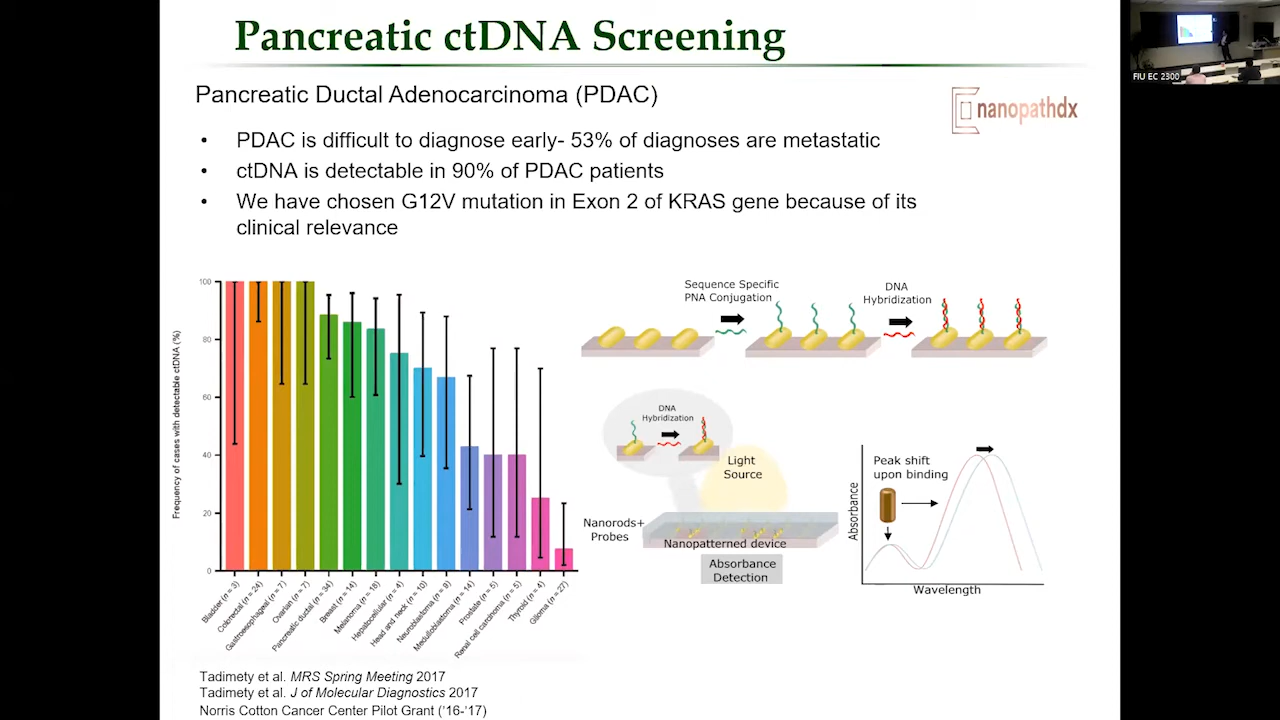 Pancreatic ctDNA Screening
FIU EC 2300
Pancreatic Ductal Adenocarcinoma (PDAC)
nanopathdx
• PDAC is difficult to diagnose early- 53% of diagnoses are metastatic
• ctDNA is detectable in 90% of PDAC patients
• We have chosen G12V mutation in Exon 2 of KRAS gene because of its
clinical relevance
Frequency of cases with detectable ctDNA (%)
100
80
60
40
20
0
Bladder (n = 3)
Colorectal (n = 24)
Gastroesophageal (n = 7)
Ovarian (n = 7)
Pancreatic ductal (n = 34)
Breast (n = 14)
Melanoma (n = 18)
Hepatocellular (n = 4)
Head and neck (n = 10)
Neuroblastoma (n = 9)
Medulloblastoma (n = 14)
Prostate (n = 5)
Renal cell carcinoma (n = 5)
Thyroid (n = 4)
Glioma (n = 27)
Sequence Specific
PNA Conjugation
DNA
Hybridization
DNA
Hybridization
Light
Source
Nanorods+
Probes
Nanopatterned device
Absorbance
Detection
Peak shift
upon binding
Absorbance
Wavelength
Tadimety et al. MRS Spring Meeting 2017
Tadimety et al. J of Molecular Diagnostics 2017
Norris Cotton Cancer Center Pilot Grant ('16-'17)